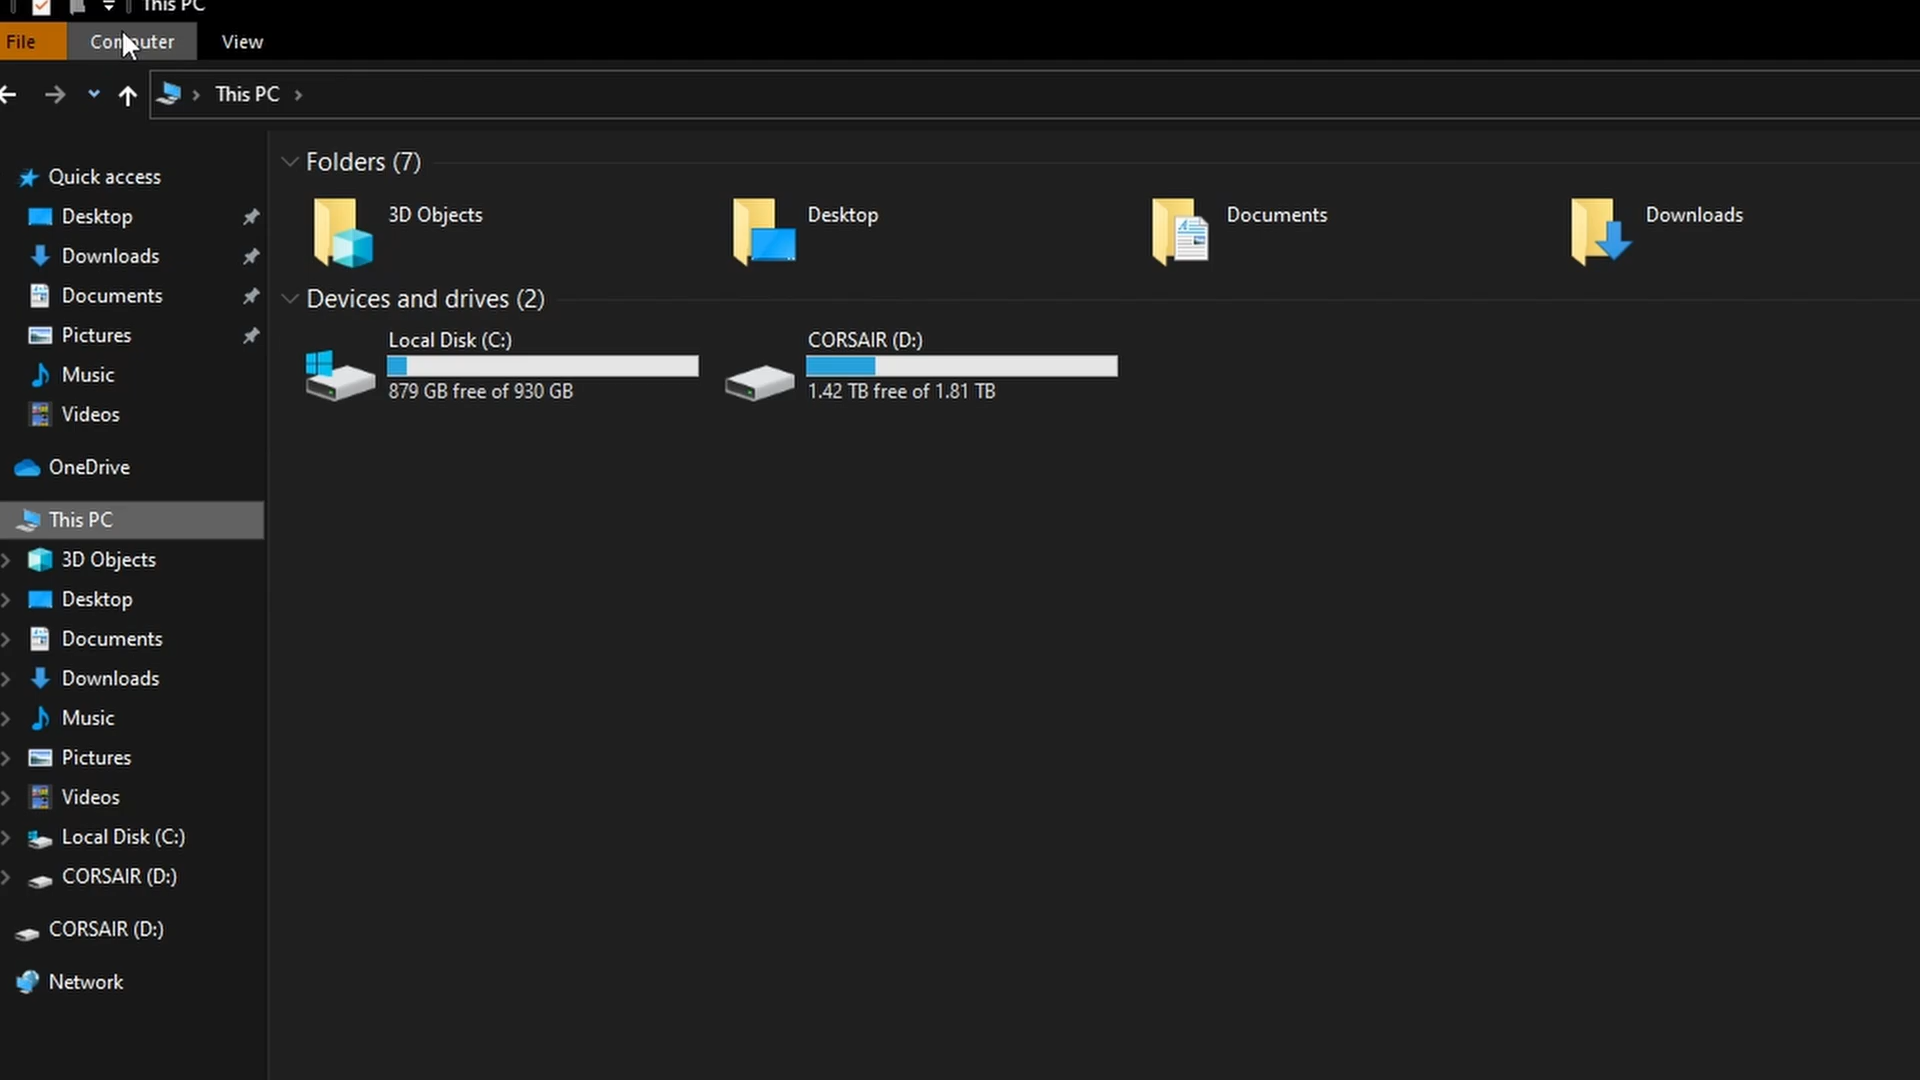 This PC
File
Computer
View
This PC
Quick access
Desktop
Downloads
Documents
Pictures
Music
Videos
OneDrive
This PC
3D Objects
Desktop
Documents
Downloads
Music
Pictures
Videos
Local Disk (C:)
CORSAIR (D:)
CORSAIR (D:)
Network
Folders (7)
3D Objects
Desktop
Documents
Downloads
Devices and drives (2)
Local Disk (C:)
879 GB free of 930 GB
CORSAIR (D:)
1.42 TB free of 1.81 TB